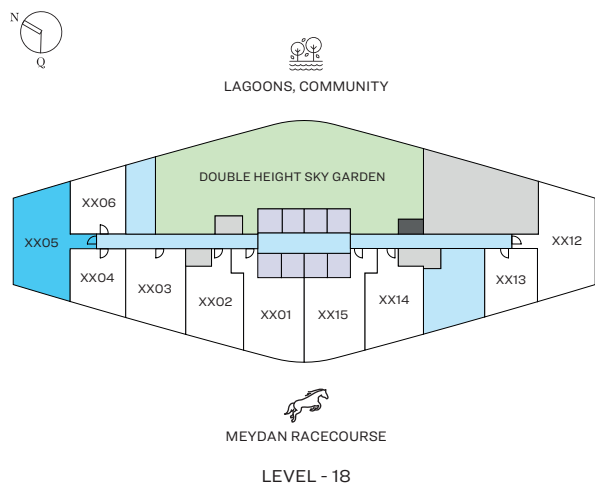 N
Q
LAGOONS, COMMUNITY
DOUBLE HEIGHT SKY GARDEN
XX06
XX05
XX12
XX04
XX03
XX02
XX01
XX15
XX14
XX13
MEYDAN RACECOURSE
LEVEL - 18